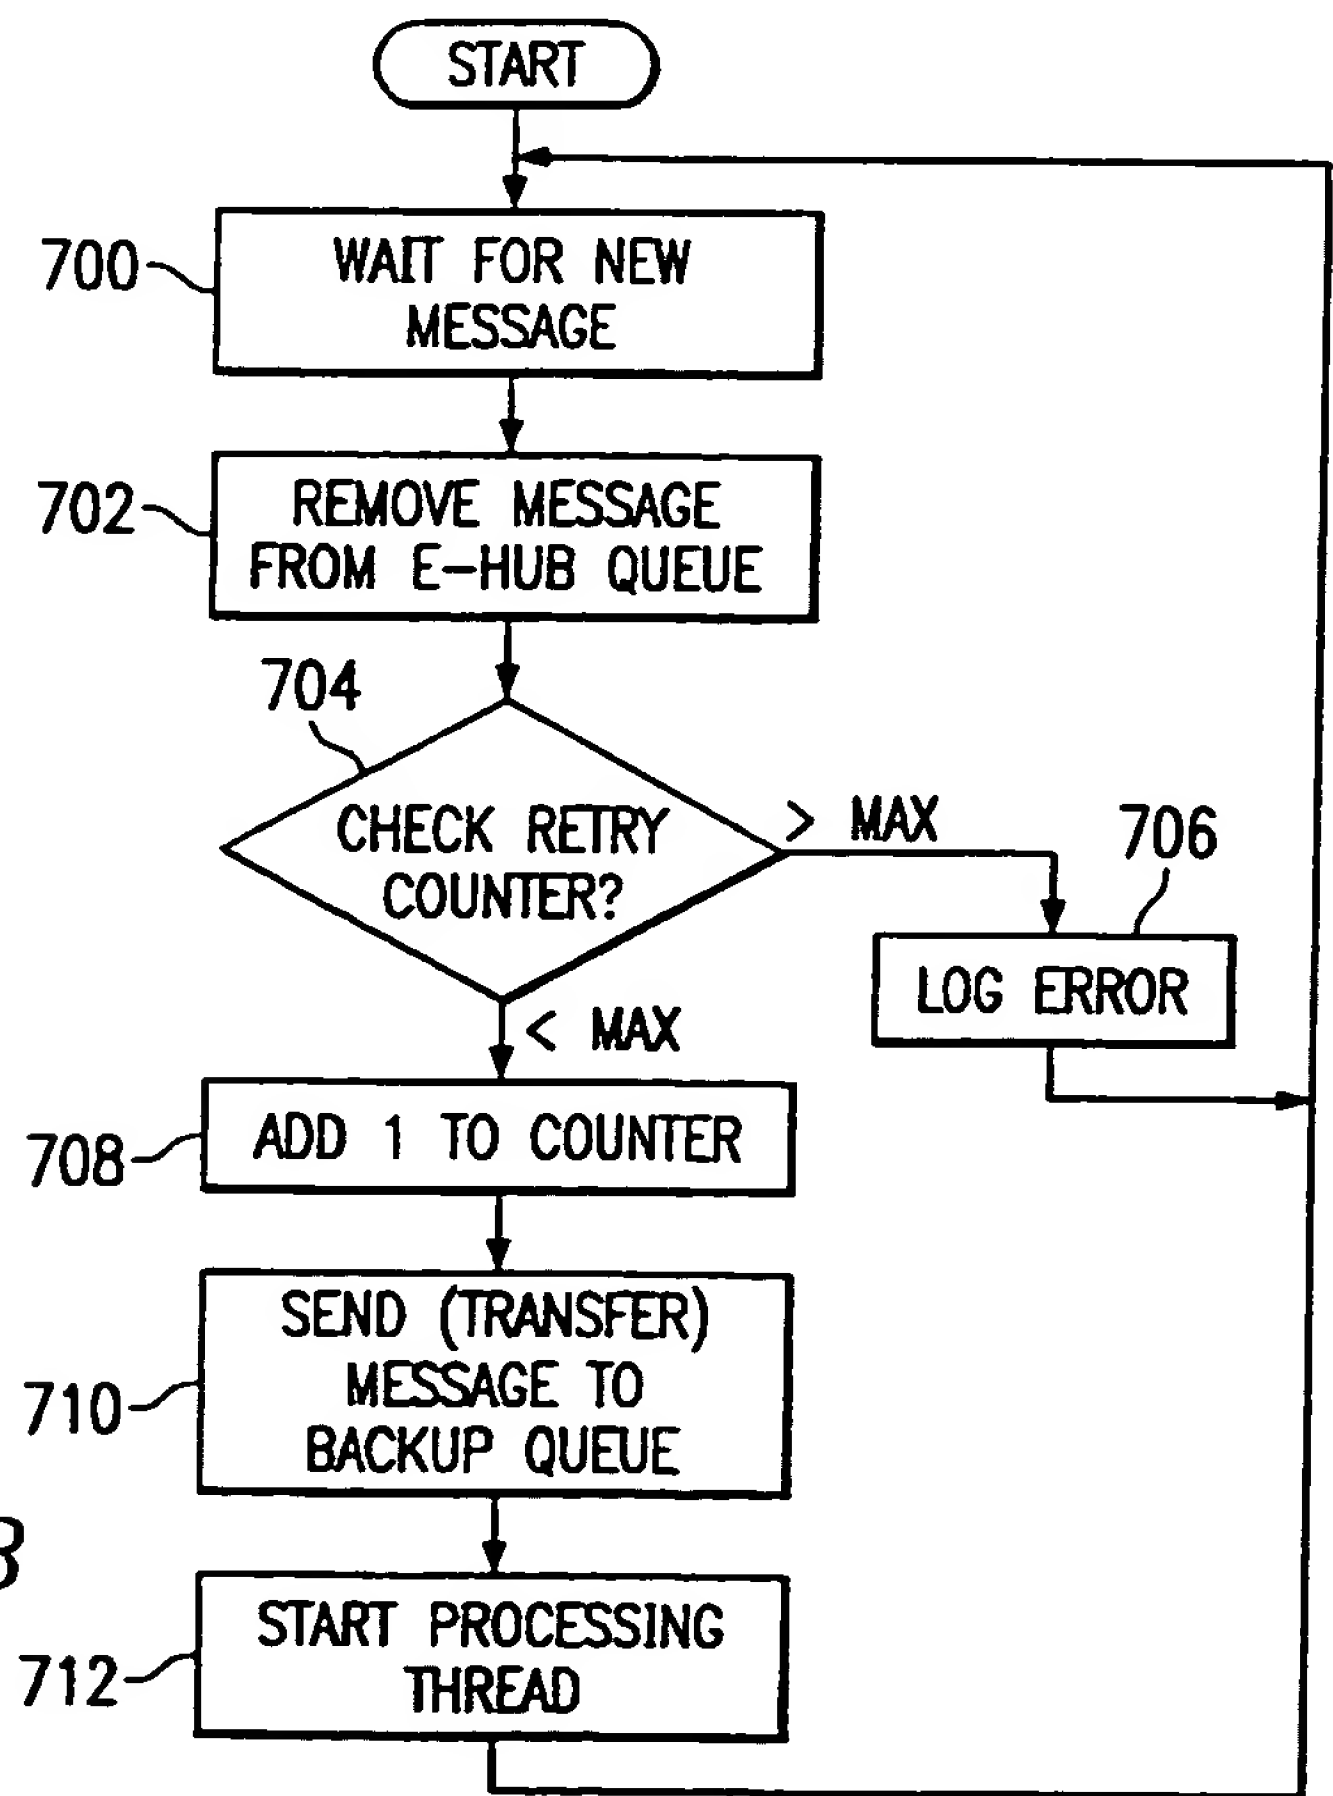 START
700
WAIT FOR NEW
MESSAGE
702
REMOVE MESSAGE
FROM E-HUB QUEUE
704
CHECK RETRY
COUNTER?
> MAX
706
LOG ERROR
< MAX
708
ADD 1 TO COUNTER
710
SEND (TRANSFER)
MESSAGE TO
BACKUP QUEUE
712
START PROCESSING
THREAD